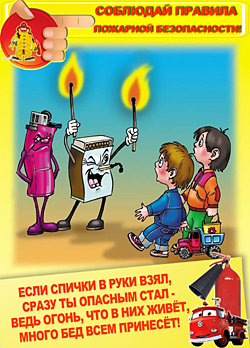 СОБЛЮДАЙ ПРАВИЛА
ПОЖАРНОЙ БЕЗОПАСНОСТИ!
ЕСЛИ СПИЧКИ В РУКИ ВЗЯЛ,
СРАЗУ ТЫ ОПАСНЫМ СТАЛ -
ВЕДЬ ОГОНЬ, ЧТО В НИХ ЖИВЁТ,
МНОГО БЕД ВСЕМ ПРИНЕСЁТ!